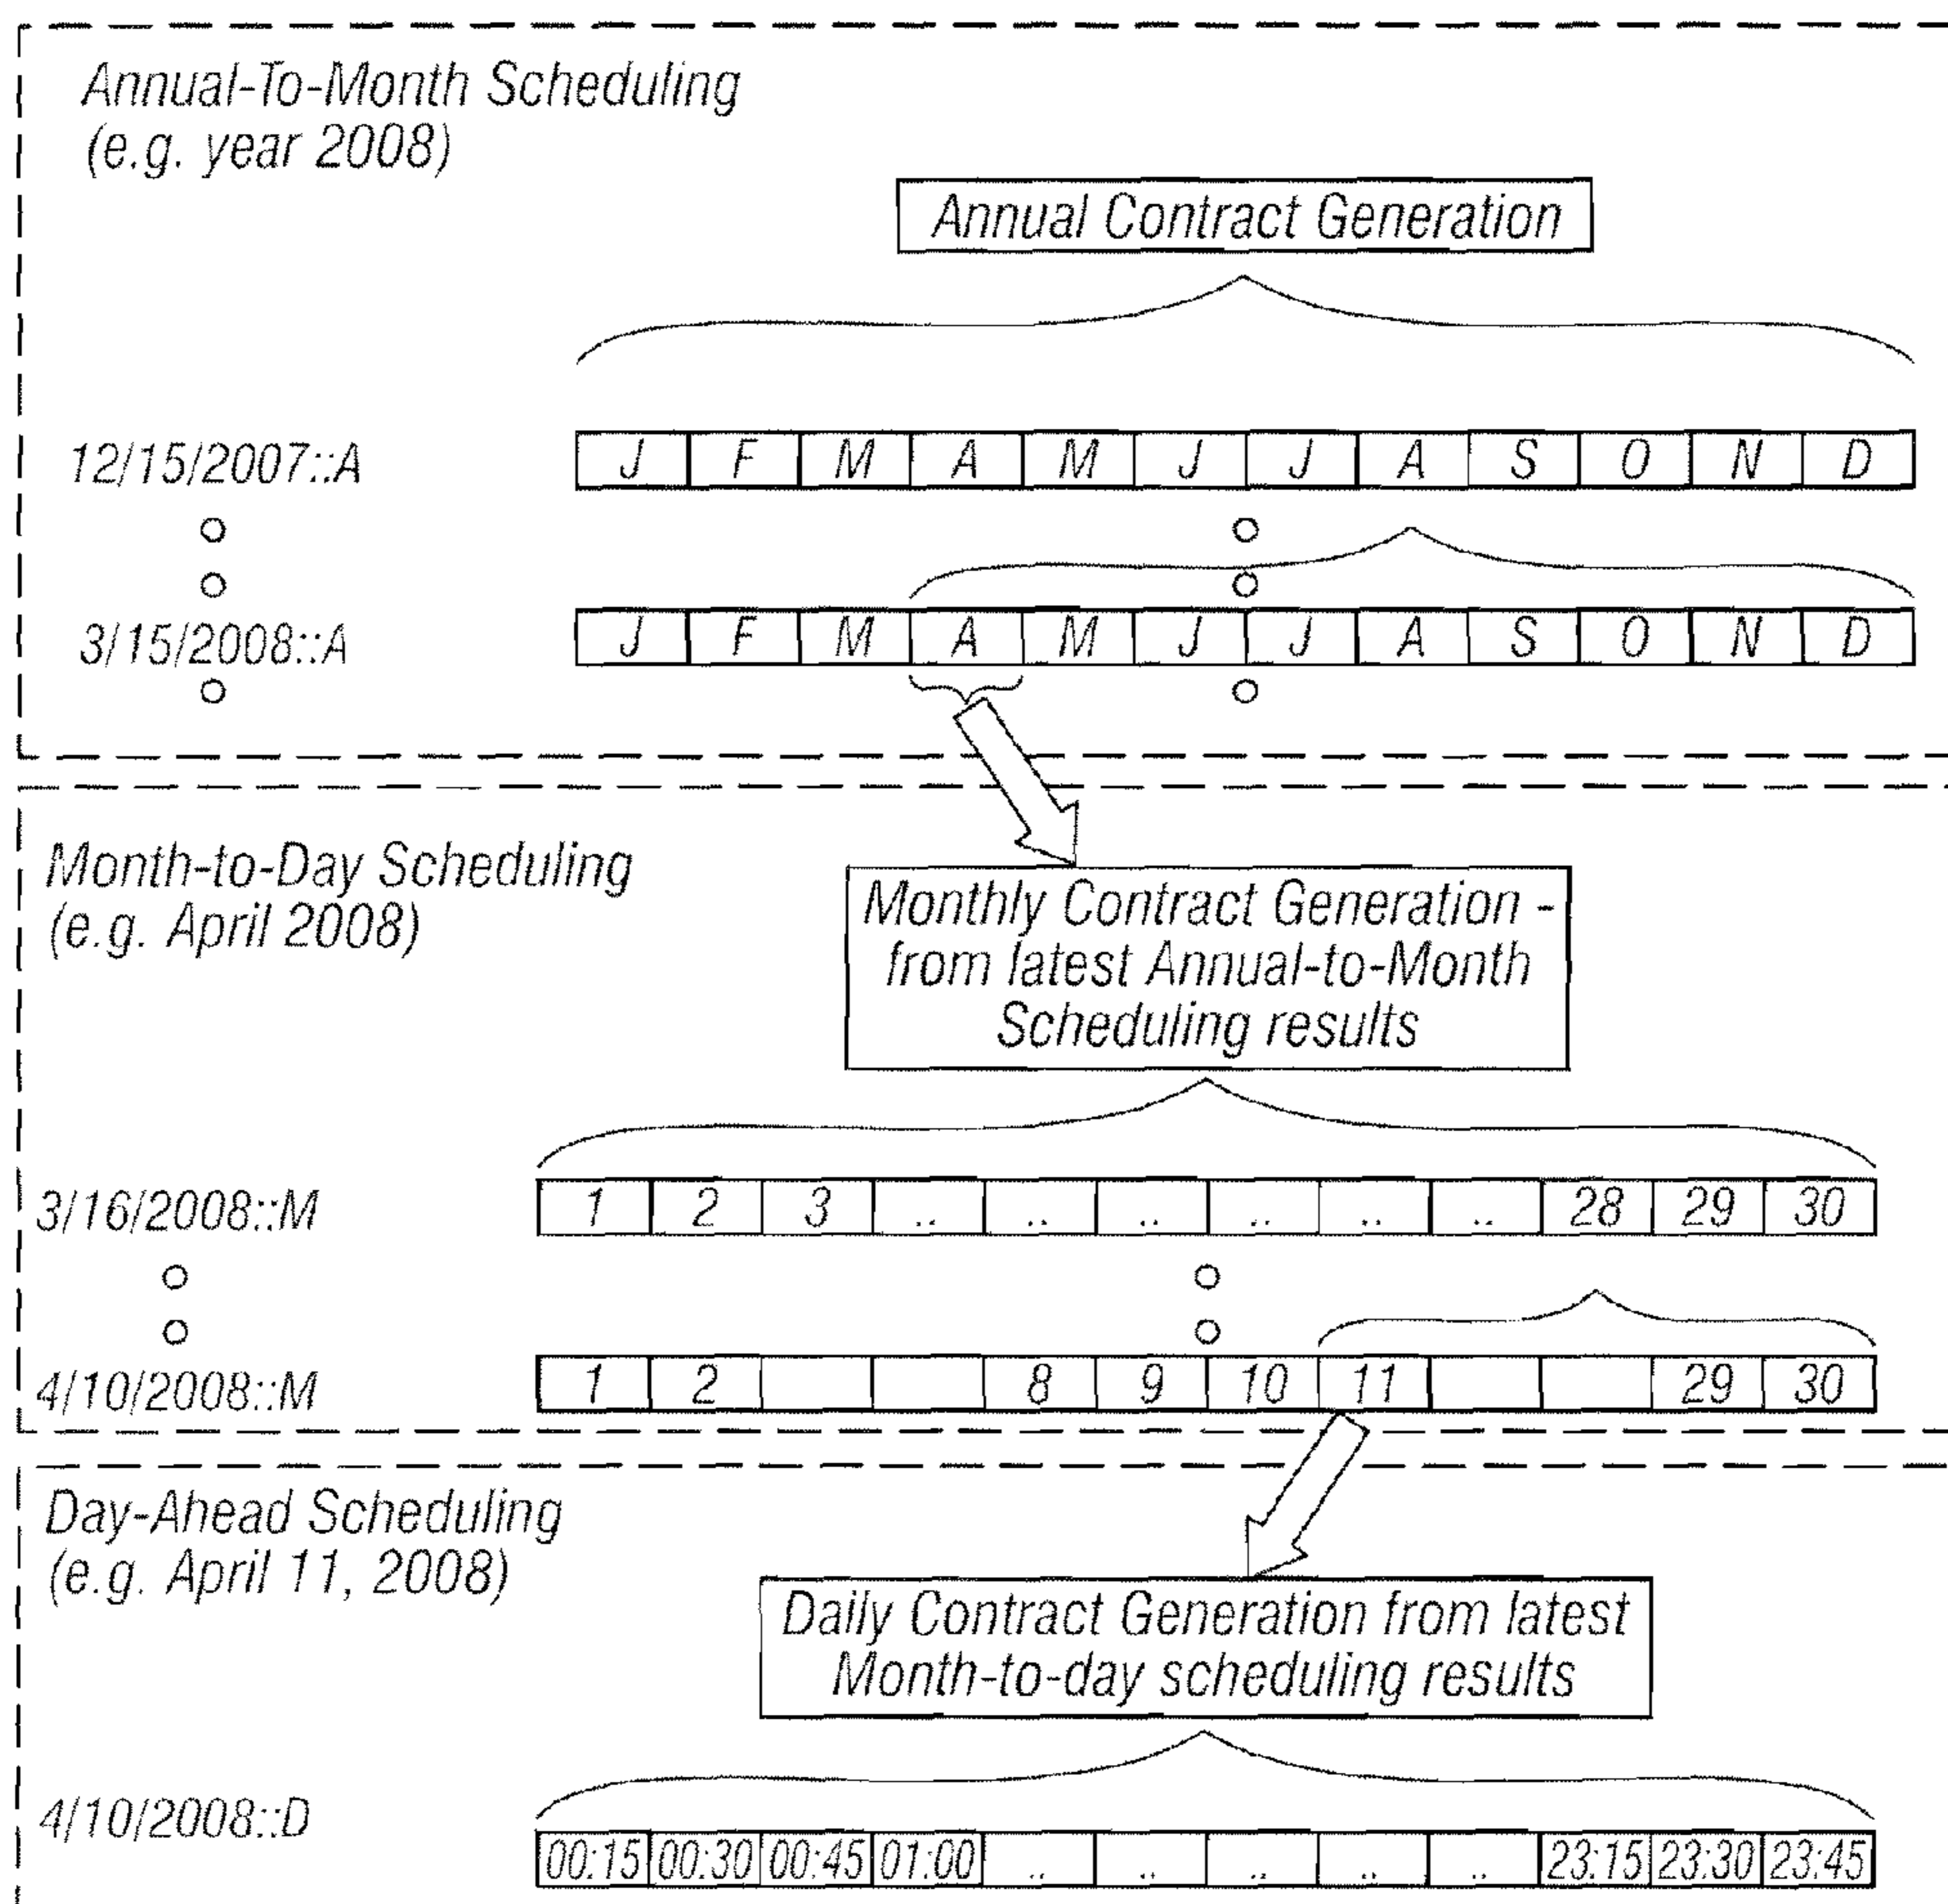 Annual-To-Month Scheduling
(e.g. year 2008)
Annual Contract Generation
12/15/2007::A
J F M A M J J A S O N D
3/15/2008::A
J F M A M J J A S O N D
Month-to-Day Scheduling
(e.g. April 2008)
Monthly Contract Generation -
from latest Annual-to-Month
Scheduling results
3/16/2008::M
1 2 3 .. .. .. .. .. .. 28 29 30
4/10/2008::M
1 2 8 9 10 11 29 30
Day-Ahead Scheduling
(e.g. April 11, 2008)
Daily Contract Generation from latest
Month-to-day scheduling results
4/10/2008::D
00:15 00:30 00:45 01:00 .. .. .. .. .. 23:15 23:30 23:45